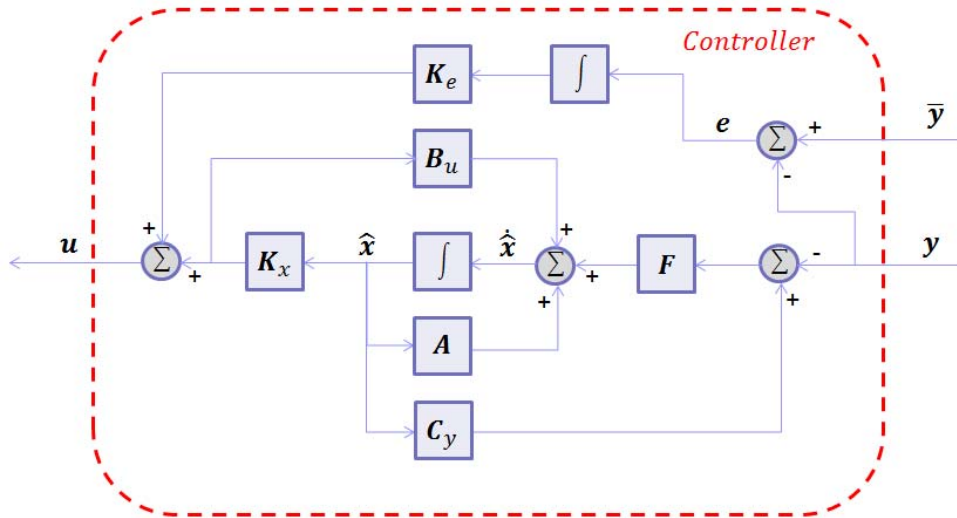 Controller
K_e
∫
e
+
Σ
ȳ
-
B_u
+
+
u
Σ
+
K_x
x̂
∫
ẋ̂
Σ
+
+
F
Σ
-
y
+
A
C_y